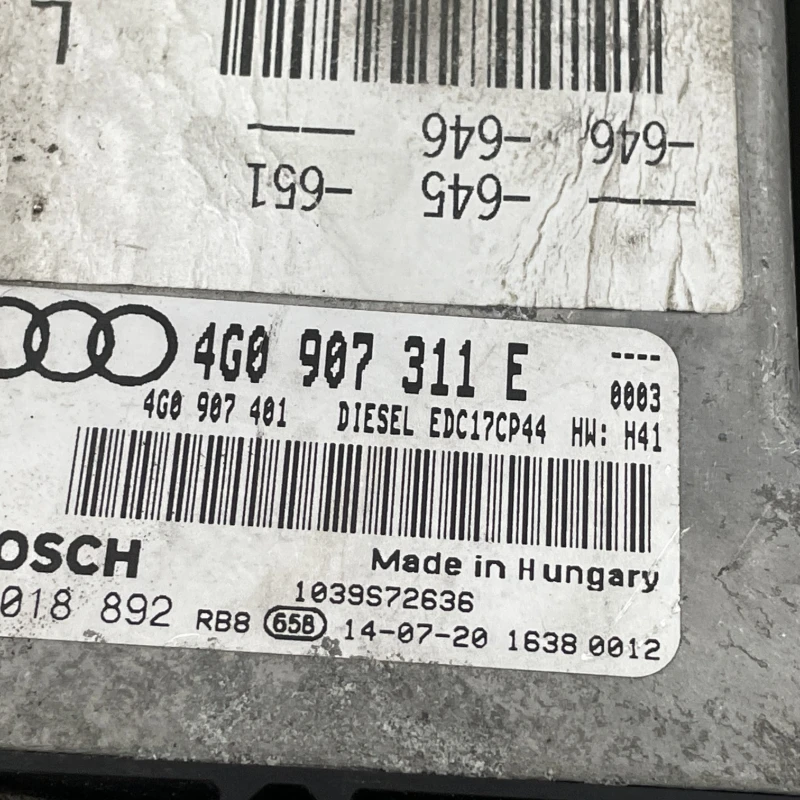 L
-646 -646 --
-- -645 -651
4G0 907 311 E ----
0003
4G0 907 401 DIESEL EDC17CP44 HW: H41
OSCH Made in Hungary
1039S72636
018 892 RB8 65B 14-07-20 1638 0012